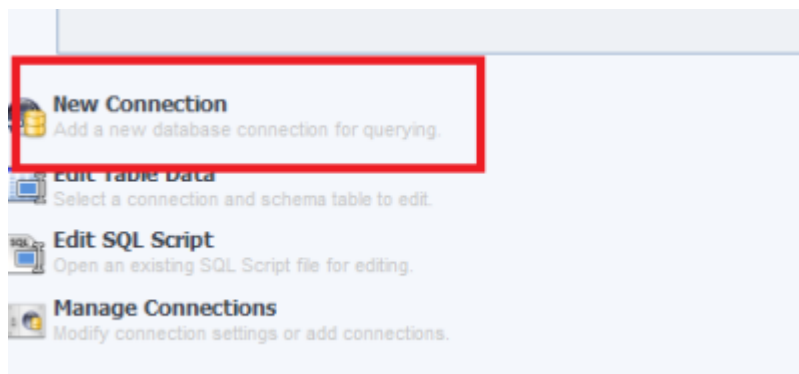 New Connection
Add a new database connection for querying.
Edit Table Data
Select a connection and schema table to edit.
Edit SQL Script
Open an existing SQL Script file for editing.
Manage Connections
Modify connection settings or add connections.